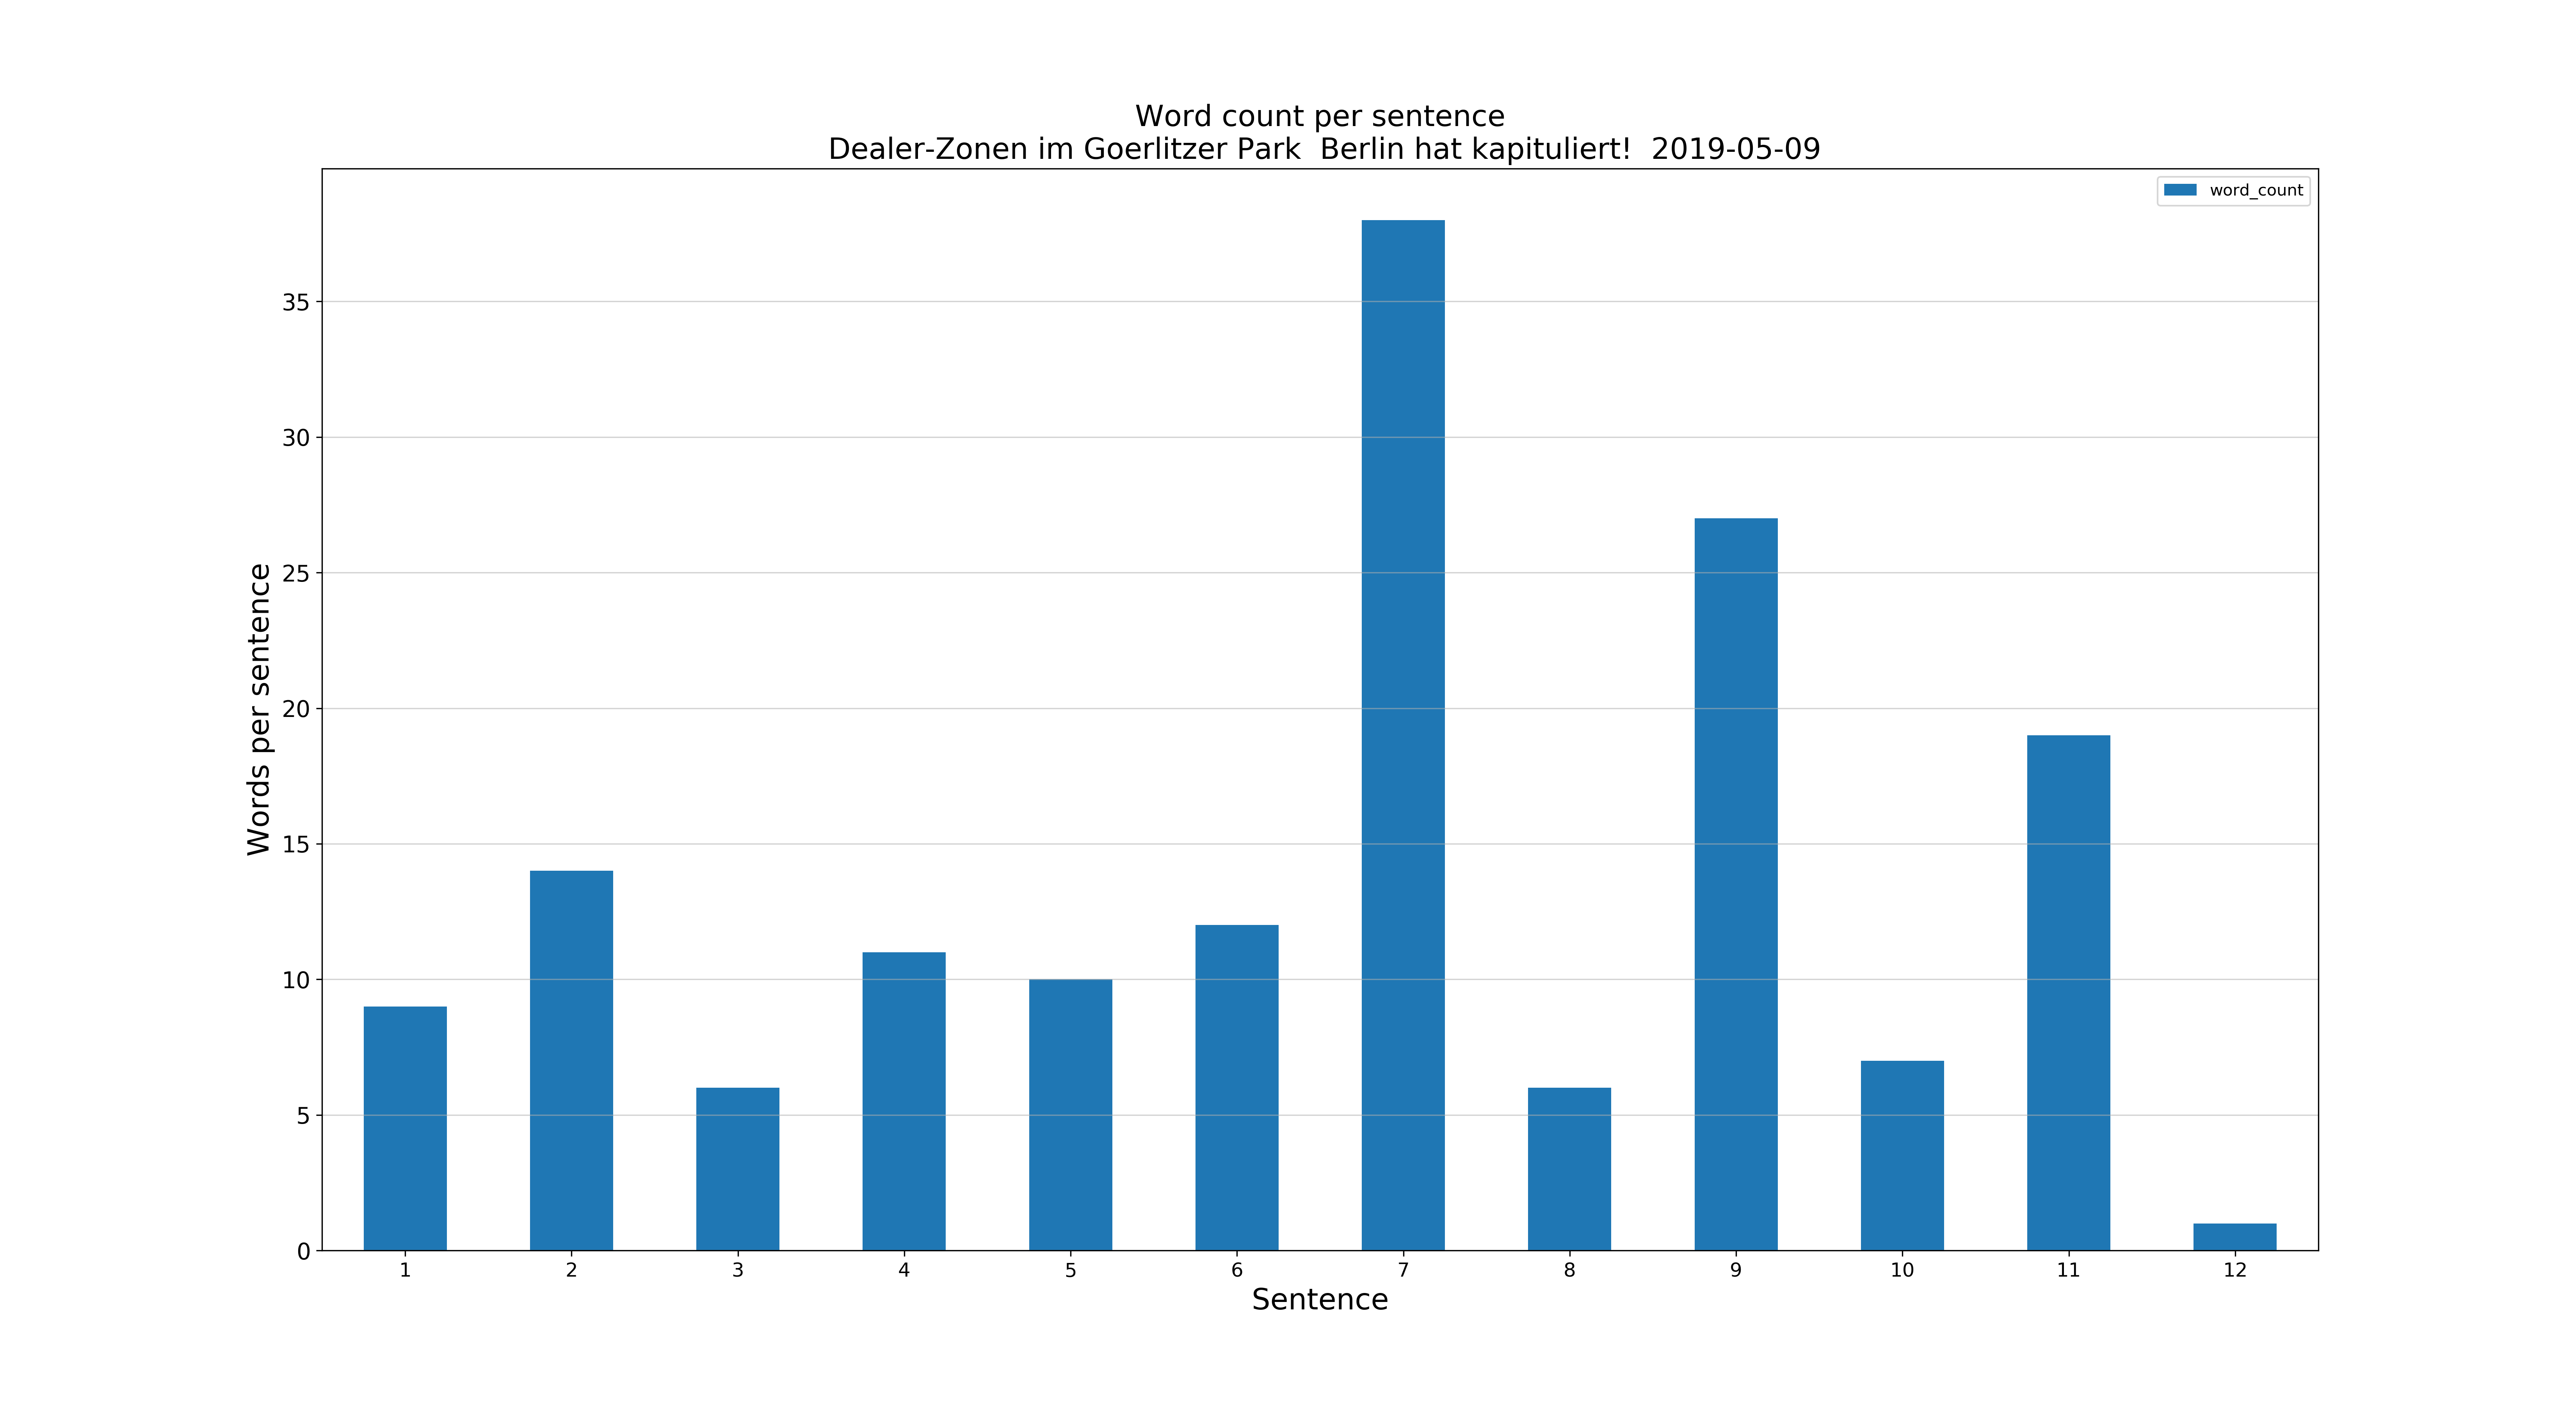 Word count per sentence
Dealer-Zonen im Goerlitzer Park  Berlin hat kapituliert!  2019-05-09
word_count
35
30
25
20
15
10
5
0
Words per sentence
1 2 3 4 5 6 7 8 9 10 11 12
Sentence